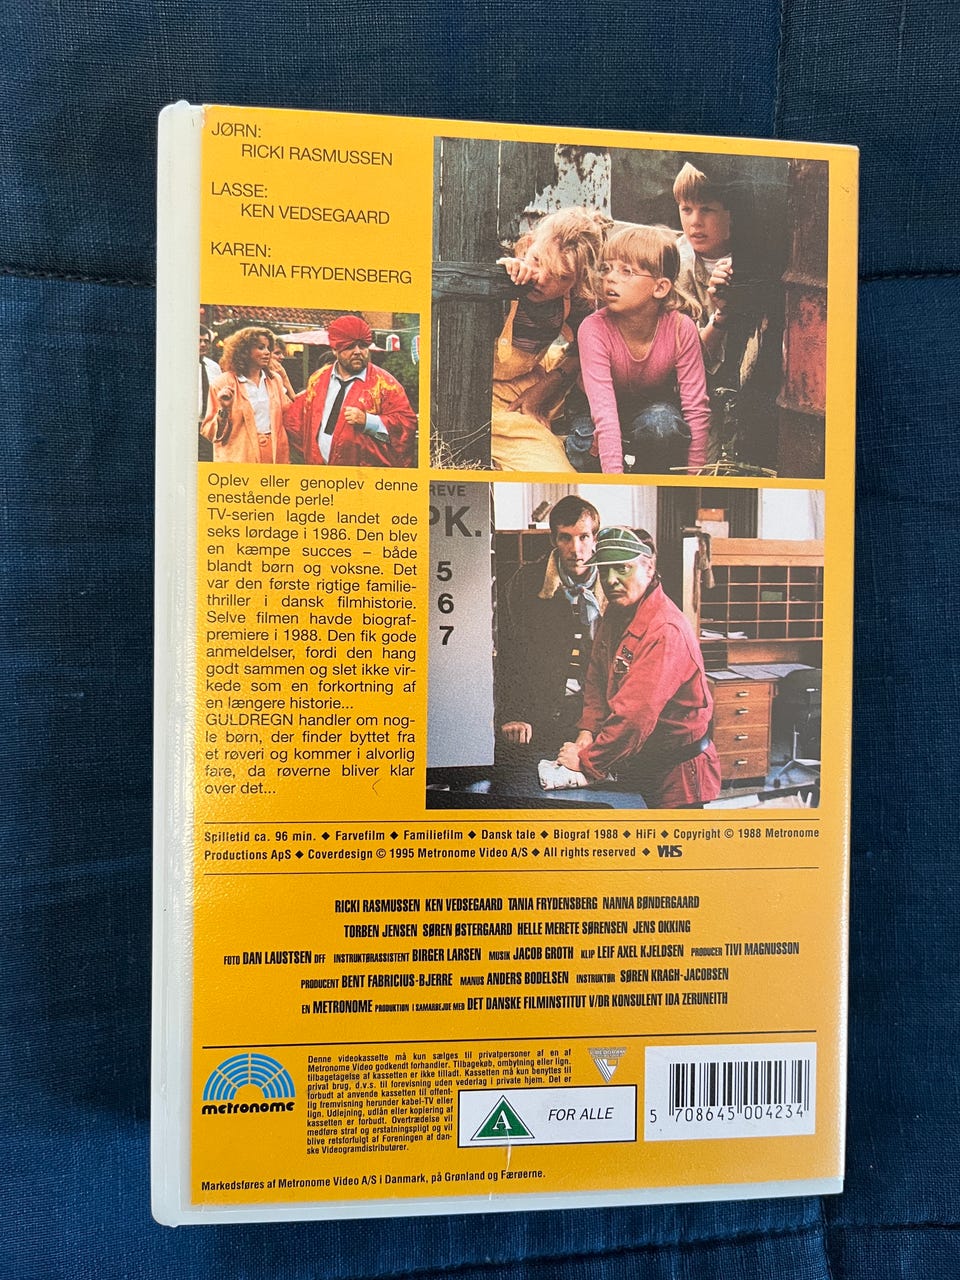 JØRN:
RICKI RASMUSSEN
LASSE:
KEN VEDSEGAARD
KAREN:
TANIA FRYDENSBERG
Oplev eller genoplev denne
enestående perle!
TV-serien lagde landet øde
seks lørdage i 1986. Den blev
en kæmpe succes – både
blandt børn og voksne. Det
var den første rigtige familie-
thriller i dansk filmhistorie.
Selve filmen havde biograf-
premiere i 1988. Den fik gode
anmeldelser, fordi den hang
godt sammen og slet ikke vir-
kede som en forkortning af
en længere historie...
GULDREGN handler om nog-
le børn, der finder byttet fra
et røveri og kommer i alvorlig
fare, da røverne bliver klar
over det...
REVE
PK.
5
6
7
Spilletid ca. 96 min. ◆ Farvefilm ◆ Familiefilm ◆ Dansk tale ◆ Biograf 1988 ◆ HiFi ◆ Copyright © 1988 Metronome
Productions ApS ◆ Coverdesign © 1995 Metronome Video A/S ◆ All rights reserved ◆ VHS
RICKI RASMUSSEN KEN VEDSEGAARD TANIA FRYDENSBERG NANNA BØNDERGAARD
TORBEN JENSEN SØREN ØSTERGAARD HELLE MERETE SØRENSEN JENS OKKING
FOTO DAN LAUSTSEN DFF INSTRUKTØRASSISTENT BIRGER LARSEN MUSIK JACOB GROTH KLIP LEIF AXEL KJELDSEN PRODUCER TIVI MAGNUSSON
PRODUCENT BENT FABRICIUS-BJERRE MANUS ANDERS BODELSEN INSTRUKTØR SØREN KRAGH-JACOBSEN
EN METRONOME PRODUKTION I SAMARBEJDE MED DET DANSKE FILMINSTITUT V/DR KONSULENT IDA ZERUNEITH
metronome
Denne videokassette må kun sælges til privatpersoner af en af
Metronome Video godkendt forhandler. Tilbagekøb, ombytning eller lign.
tilbagetagelse af kassetten er ikke tilladt. Kassetten må kun benyttes til
privat brug, d.v.s. til forevisning uden vederlag i private hjem. Det er
forbudt at anvende kassetten til offent-
lig fremvisning herunder kabel-TV eller
lign. Udlejning, udlån eller kopiering af
kassetten er forbudt. Overtrædelse vil
medføre straf og erstatningspligt og vil
blive retsforfulgt af Foreningen af dan-
ske Videogramdistributører.
A
FOR ALLE
5 708645 004234
Markedsføres af Metronome Video A/S i Danmark, på Grønland og Færøerne.